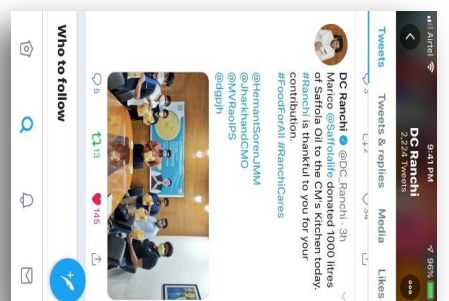 Airtel 9:41 PM 96%
DC Ranchi
2,224 Tweets
Tweets Tweets & replies Media Likes
DC Ranchi @DC_Ranchi · 3h
Marico @Saffolalife donated 1000 litres
of Saffola Oil to the CM's Kitchen today.
#Ranchi is thankful to you for your
contribution.
#FoodForAll #RanchiCares
@HemantSorenJMM
@JharkhandCMO
@MVRaoIPS
@dgpjh
5 13 145
Who to follow